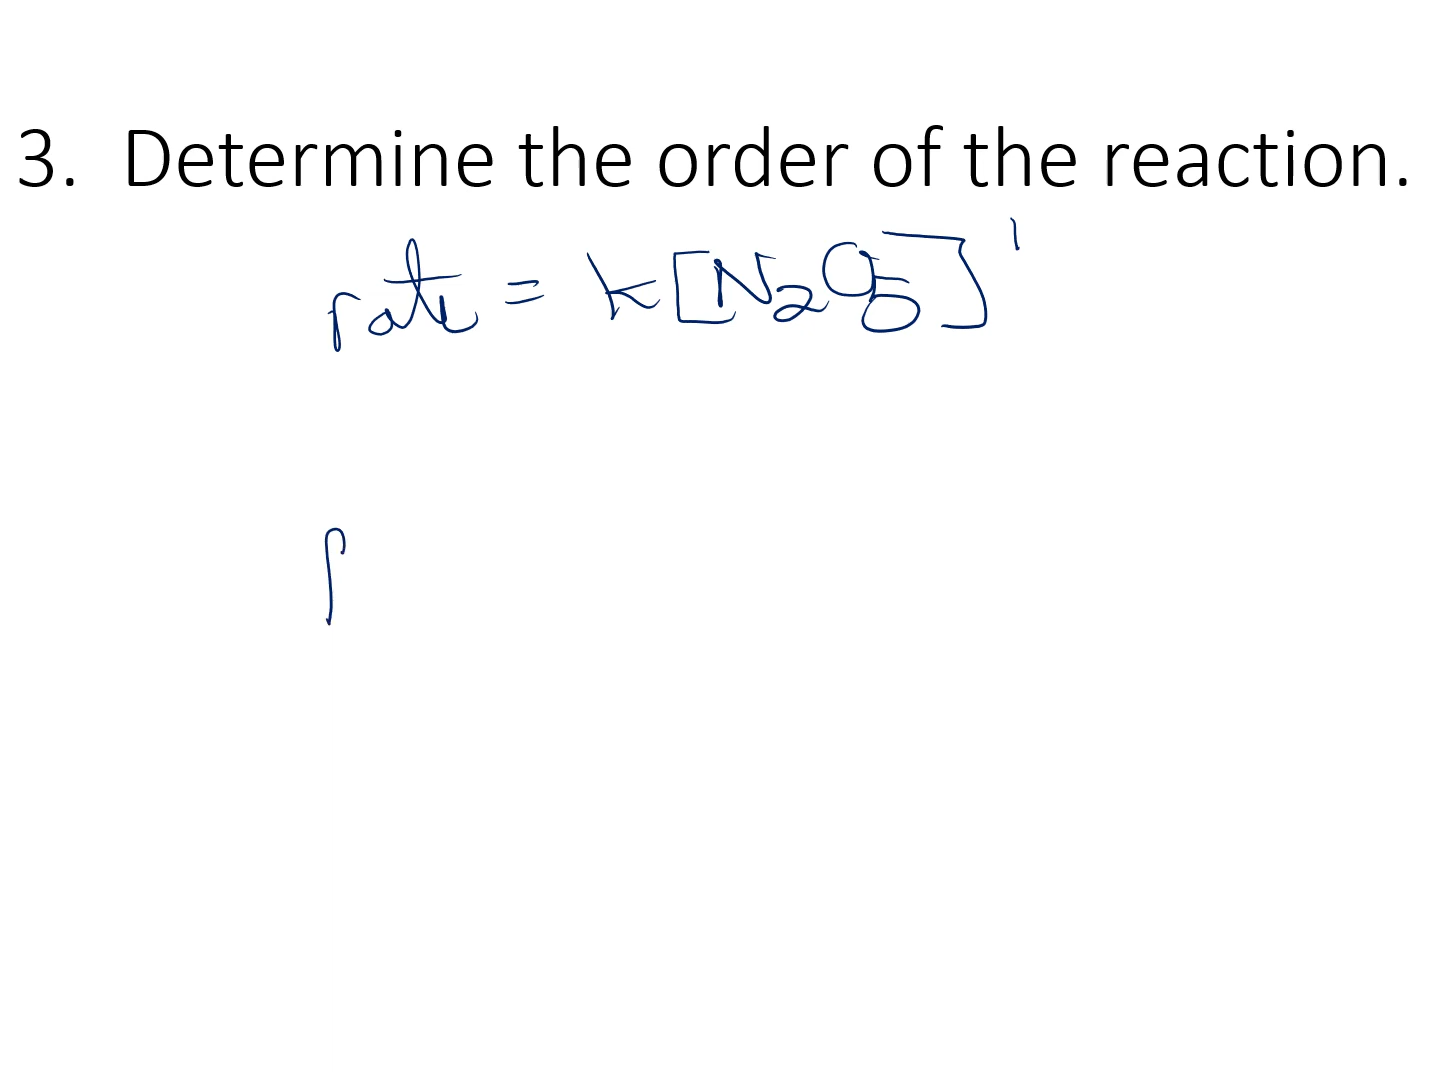 3. Determine the order of the reaction.
rate = k[N₂O₅]¹